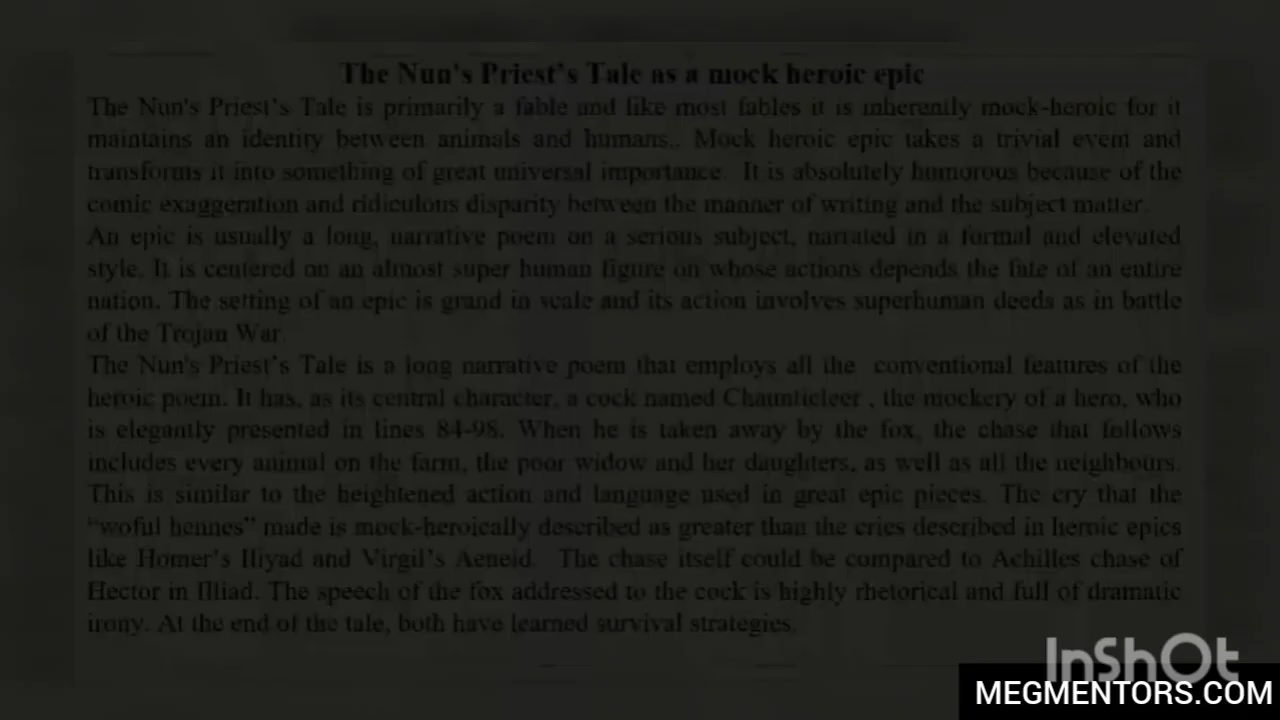 The Nun's Priest's Tale as a mock heroic epic
The Nun's Priest's Tale is primarily a fable and like most fables it is inherently mock-heroic for it
maintains an identity between animals and humans.. Mock heroic epic takes a trivial event and
transforms it into something of great universal importance. It is absolutely humorous because of the
comic exaggeration and ridiculous disparity between the manner of writing and the subject matter.
An epic is usually a long, narrative poem on a serious subject, narrated in a formal and elevated
style. It is centered on an almost super human figure on whose actions depends the fate of an entire
nation. The setting of an epic is grand in scale and its action involves superhuman deeds as in battle
of the Trojan War.
The Nun's Priest's Tale is a long narrative poem that employs all the conventional features of the
heroic poem. It has, as its central character, a cock named Chaunticleer , the mockery of a hero, who
is elegantly presented in lines 84-98. When he is taken away by the fox, the chase that follows
includes every animal on the farm, the poor widow and her daughters, as well as all the neighbours.
This is similar to the heightened action and language used in great epic pieces. The cry that the
“woful hennes” made is mock-heroically described as greater than the cries described in heroic epics
like Homer's Iliyad and Virgil's Aeneid. The chase itself could be compared to Achilles chase of
Hector in Illiad. The speech of the fox addressed to the cock is highly rhetorical and full of dramatic
irony. At the end of the tale, both have learned survival strategies.
InShOt
MEGMENTORS.COM